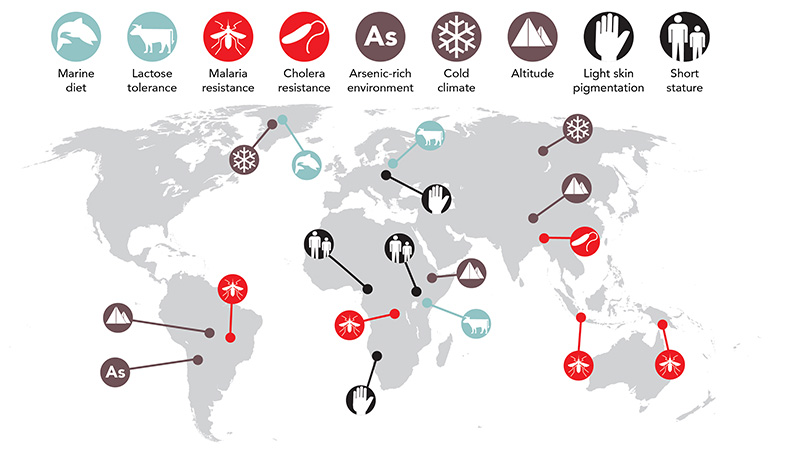 As
Marine
diet
Lactose
tolerance
Malaria
resistance
Cholera
resistance
Arsenic-rich
environment
Cold
climate
Altitude
Light skin
pigmentation
Short
stature
As